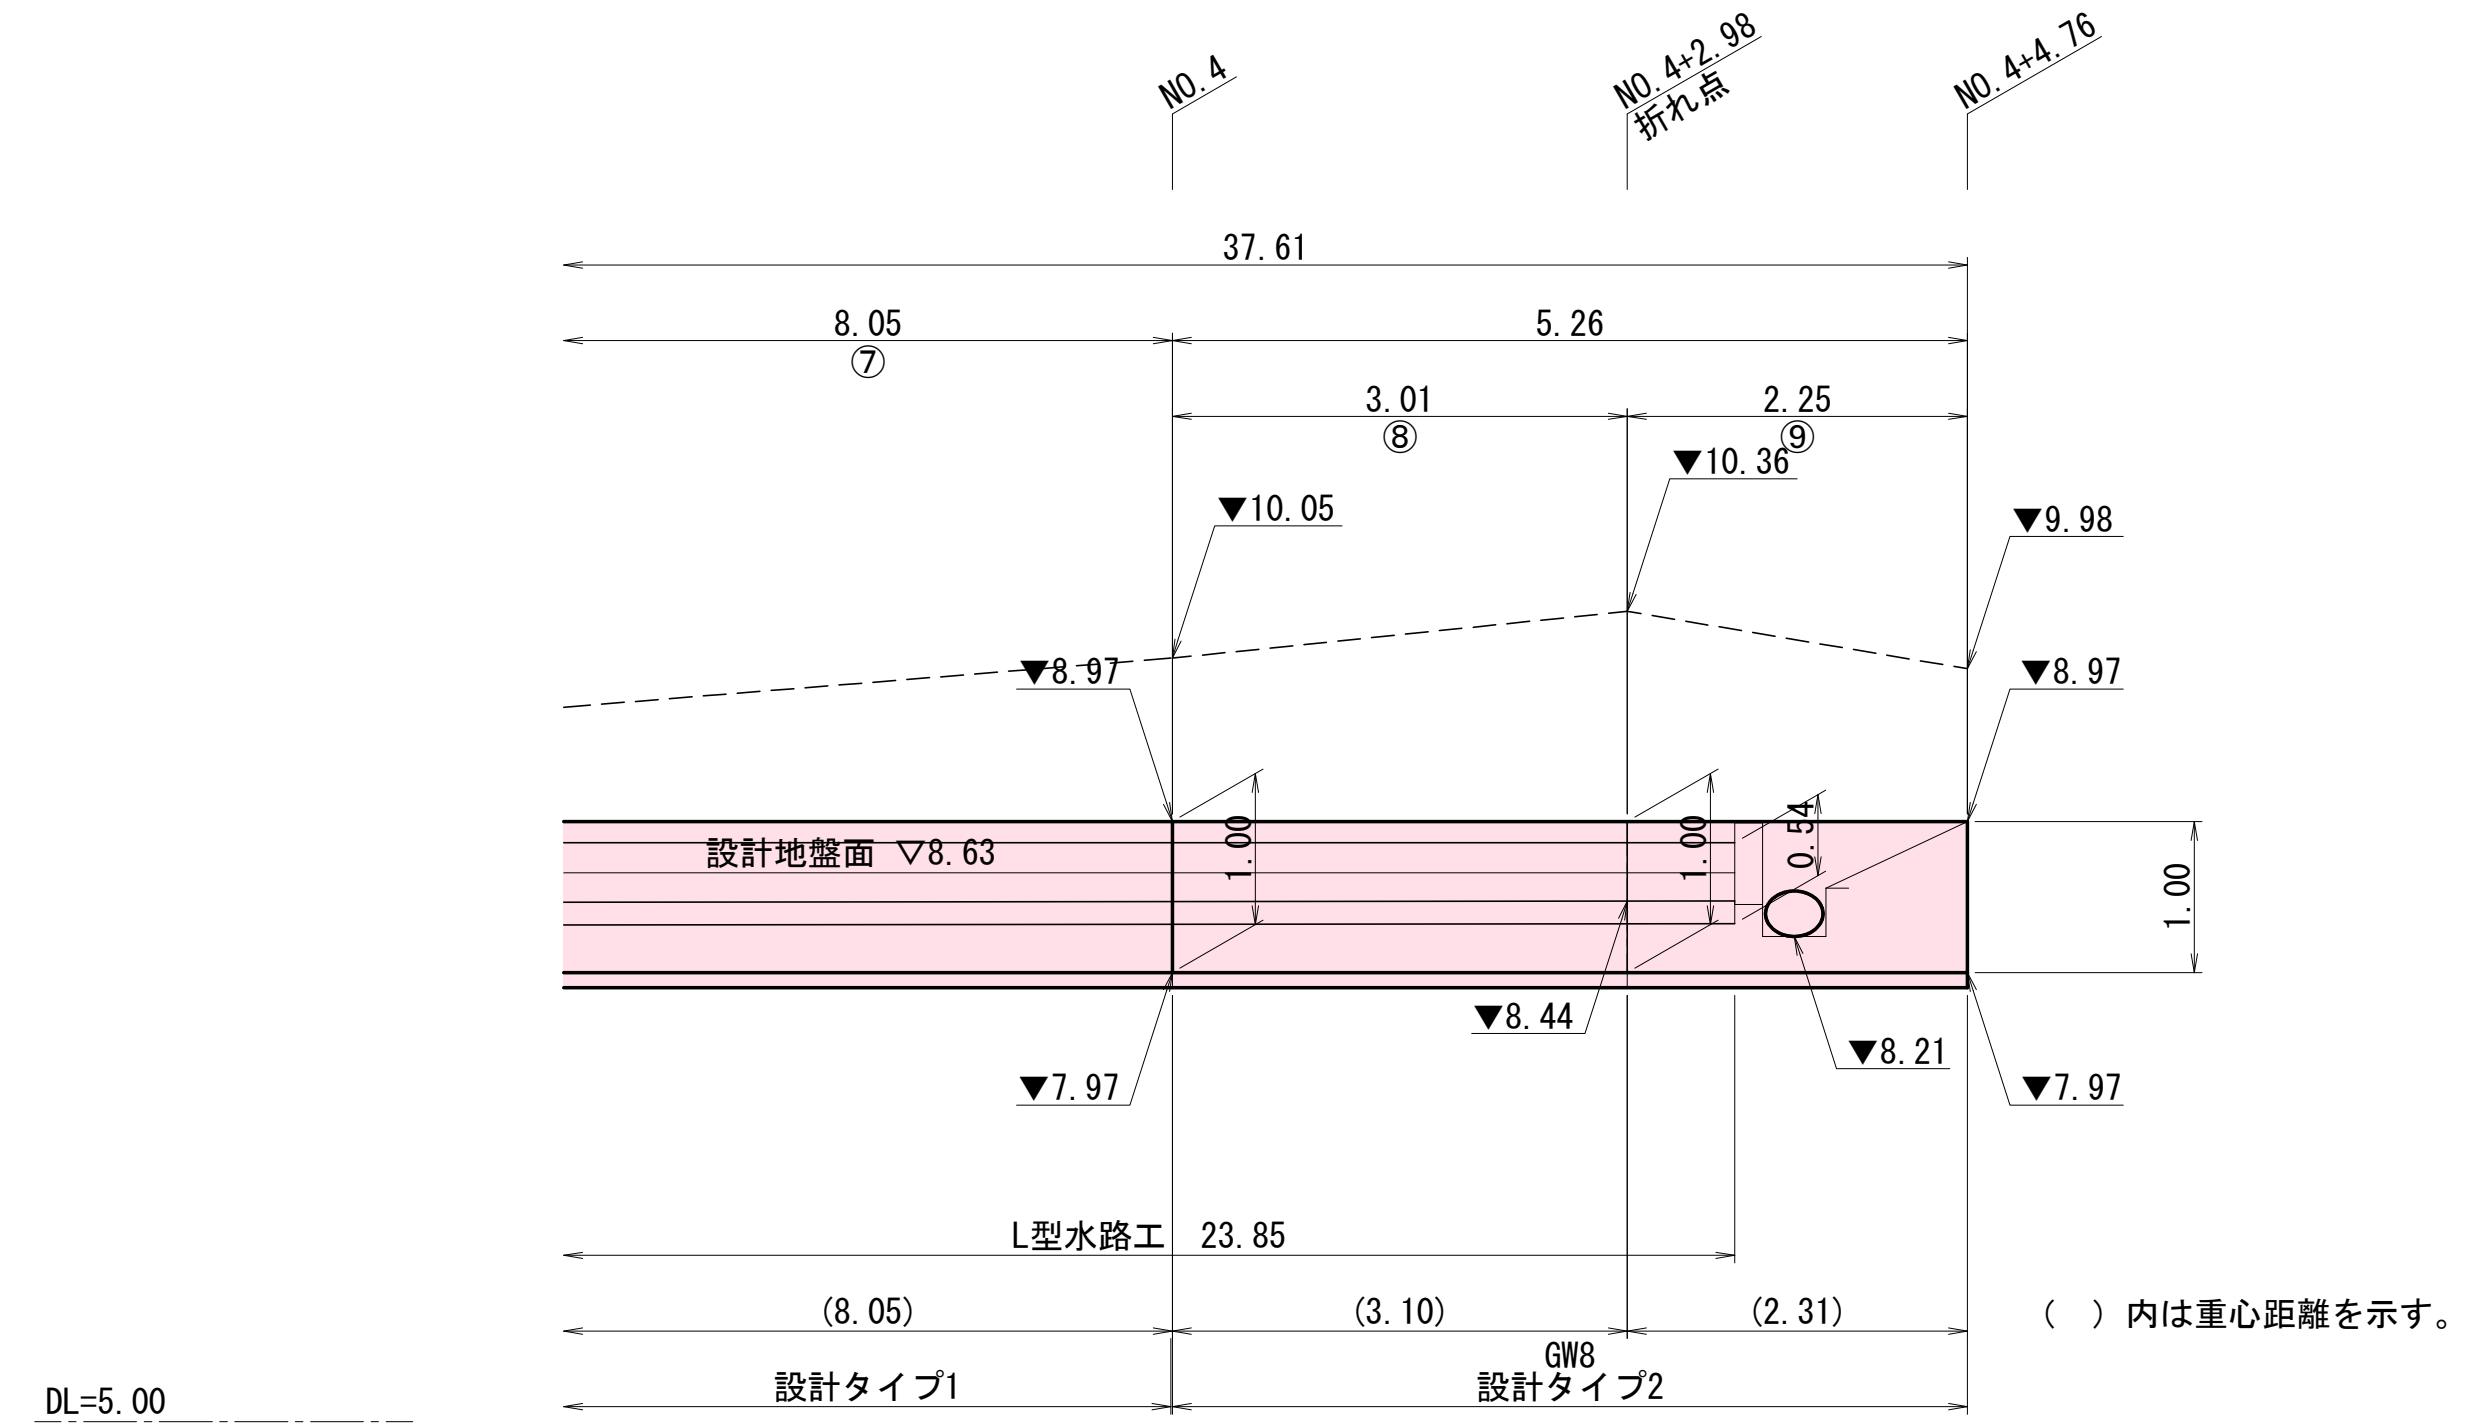 NO. 4
NO. 4+2.98
折れ点
NO. 4+4.76
37.61
8.05
⑦
5.26
3.01
⑧
2.25
⑨
▼10.36
▼10.05
▼9.98
▼8.97
▼8.97
設計地盤面 ▽8.63
1.00
1.00
0.54
1.00
▼8.44
▼8.21
▼7.97
▼7.97
L型水路工 23.85
(8.05)
(3.10)
(2.31)
( )内は重心距離を示す。
GW8
設計タイプ1
設計タイプ2
DL=5.00